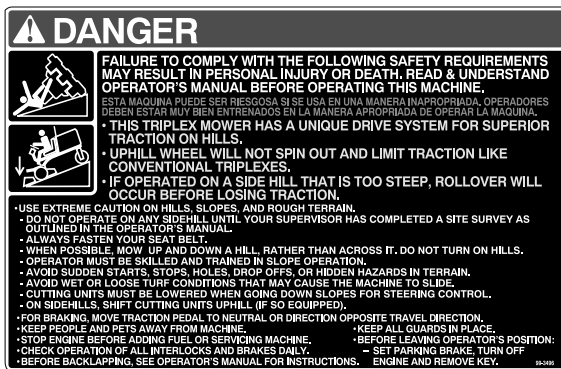 DANGER
FAILURE TO COMPLY WITH THE FOLLOWING SAFETY REQUIREMENTS
MAY RESULT IN PERSONAL INJURY OR DEATH. READ & UNDERSTAND
OPERATOR'S MANUAL BEFORE OPERATING THIS MACHINE.
ESTA MAQUINA PUEDE SER RIESGOSA SI SE USA EN UNA MANERA INAPROPRIADA. OPERADORES
DEBEN ESTAR MUY BIEN ENTRENADOS EN LA MANERA APROPRIADA DE OPERAR LA MAQUINA.
• THIS TRIPLEX MOWER HAS A UNIQUE DRIVE SYSTEM FOR SUPERIOR
TRACTION ON HILLS.
• UPHILL WHEEL WILL NOT SPIN OUT AND LIMIT TRACTION LIKE
CONVENTIONAL TRIPLEXES.
• IF OPERATED ON A SIDE HILL THAT IS TOO STEEP, ROLLOVER WILL
OCCUR BEFORE LOSING TRACTION.
•USE EXTREME CAUTION ON HILLS, SLOPES, AND ROUGH TERRAIN.
- DO NOT OPERATE ON ANY SIDEHILL UNTIL YOUR SUPERVISOR HAS COMPLETED A SITE SURVEY AS
OUTLINED IN THE OPERATOR'S MANUAL.
- ALWAYS FASTEN YOUR SEAT BELT.
- WHEN POSSIBLE, MOW UP AND DOWN A HILL, RATHER THAN ACROSS IT. DO NOT TURN ON HILLS.
- OPERATOR MUST BE SKILLED AND TRAINED IN SLOPE OPERATION.
- AVOID SUDDEN STARTS, STOPS, HOLES, DROP OFFS, OR HIDDEN HAZARDS IN TERRAIN.
- AVOID WET OR LOOSE TURF CONDITIONS THAT MAY CAUSE THE MACHINE TO SLIDE.
- CUTTING UNITS MUST BE LOWERED WHEN GOING DOWN SLOPES FOR STEERING CONTROL.
- ON SIDEHILLS, SHIFT CUTTING UNITS UPHILL (IF SO EQUIPPED).
•FOR BRAKING, MOVE TRACTION PEDAL TO NEUTRAL OR DIRECTION OPPOSITE TRAVEL DIRECTION.
•KEEP PEOPLE AND PETS AWAY FROM MACHINE.
•STOP ENGINE BEFORE ADDING FUEL OR SERVICING MACHINE.
•CHECK OPERATION OF ALL INTERLOCKS AND BRAKES DAILY.
•BEFORE BACKLAPPING, SEE OPERATOR'S MANUAL FOR INSTRUCTIONS.
•KEEP ALL GUARDS IN PLACE.
•BEFORE LEAVING OPERATOR'S POSITION:
– SET PARKING BRAKE, TURN OFF
ENGINE AND REMOVE KEY.
99-3496